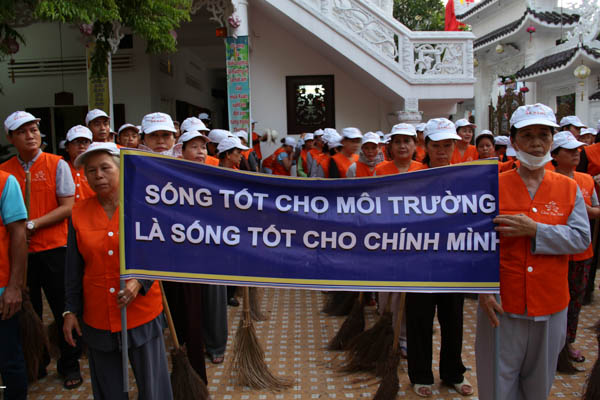 SỐNG TỐT CHO MÔI TRƯỜNG
LÀ SỐNG TỐT CHO CHÍNH MÌNH